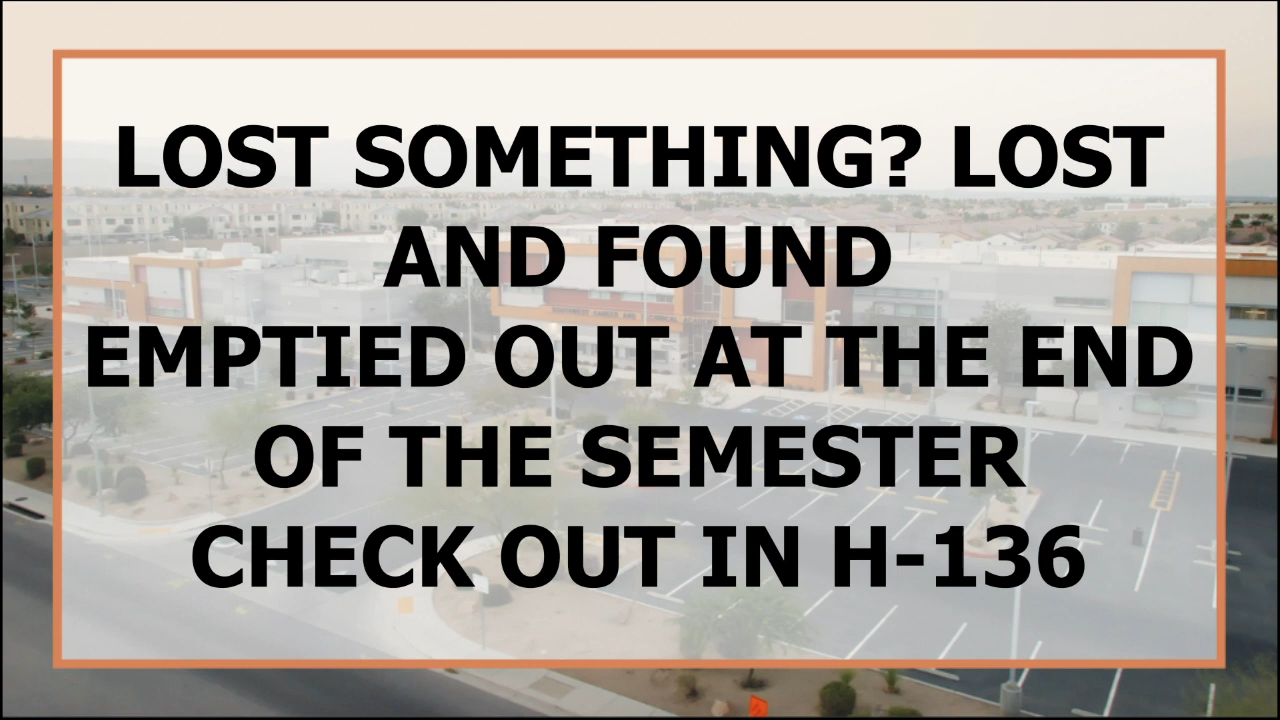 LOST SOMETHING? LOST
AND FOUND
EMPTIED OUT AT THE END
OF THE SEMESTER
CHECK OUT IN H-136